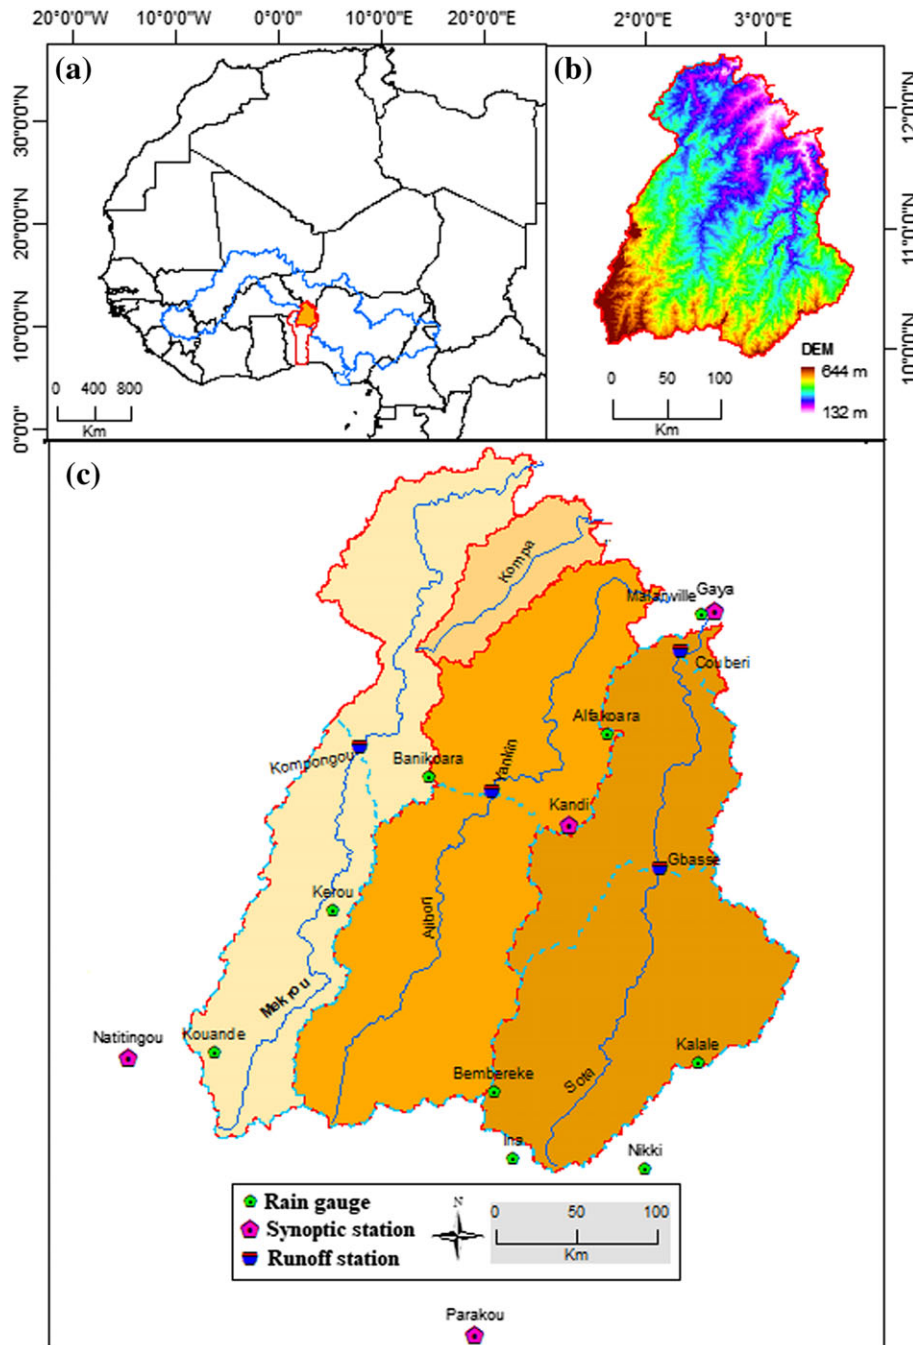 20°0'0"W 10°0'0"W 0°0'0" 10°0'0"E 20°0'0"E
2°0'0"E 3°0'0"E
(a)
30°0'0"N
20°0'0"N
10°0'0"N
0°0'0"
0 400 800
Km
(b)
12°0'0"N
11°0'0"N
10°0'0"N
DEM
644 m
132 m
0 50 100
Km
(c)
Kompa
Malanville
Gaya
Couberi
Alfakoara
Kompongou
Banikoara
Yankin
Kandi
Gbasse
Kerou
Alibori
Mekrou
Natitingou
Kouande
Kalale
Bembereke
Sota
Ina
Nikki
Rain gauge
Synoptic station
Runoff station
N
0 50 100
Km
Parakou